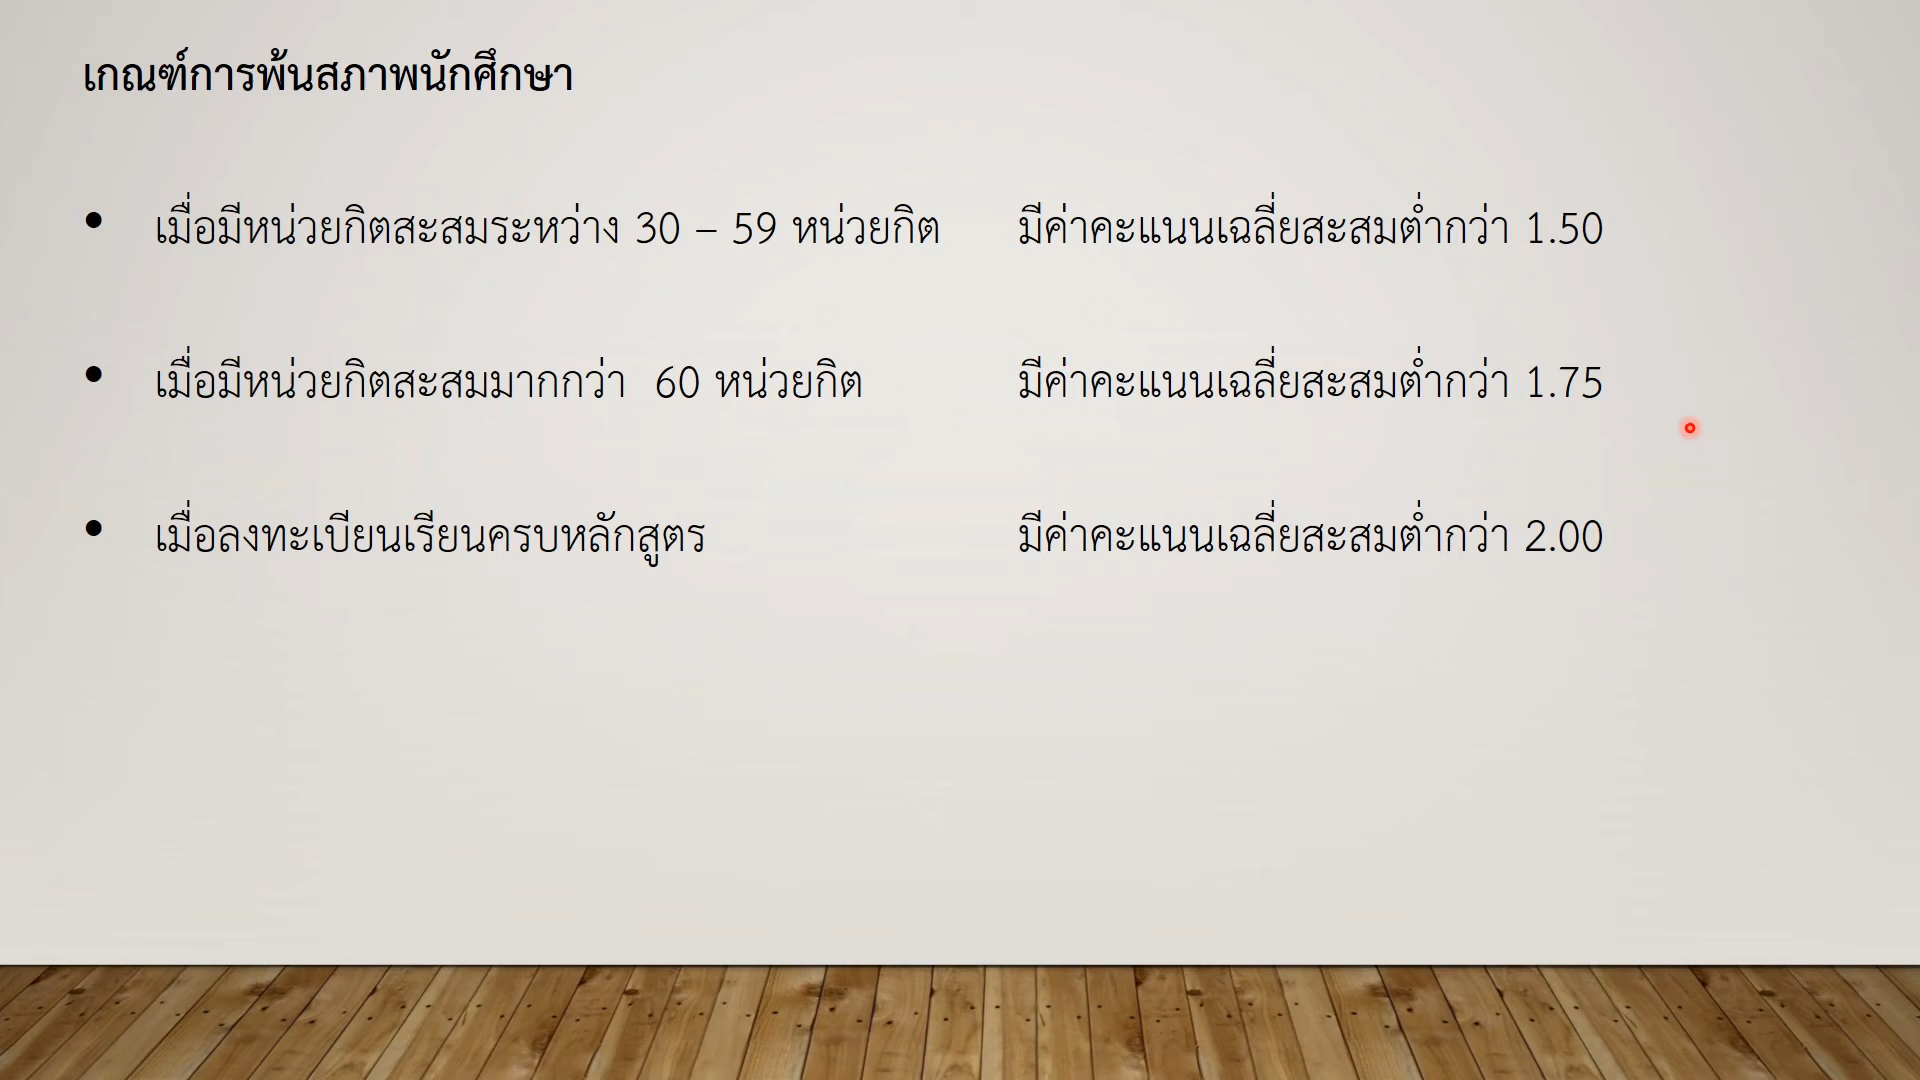 เกณฑ์การพ้นสภาพนักศึกษา
• เมื่อมีหน่วยกิตสะสมระหว่าง 30 – 59 หน่วยกิต มีค่าคะแนนเฉลี่ยสะสมต่ำกว่า 1.50
• เมื่อมีหน่วยกิตสะสมมากกว่า 60 หน่วยกิต มีค่าคะแนนเฉลี่ยสะสมต่ำกว่า 1.75
• เมื่อลงทะเบียนเรียนครบหลักสูตร มีค่าคะแนนเฉลี่ยสะสมต่ำกว่า 2.00